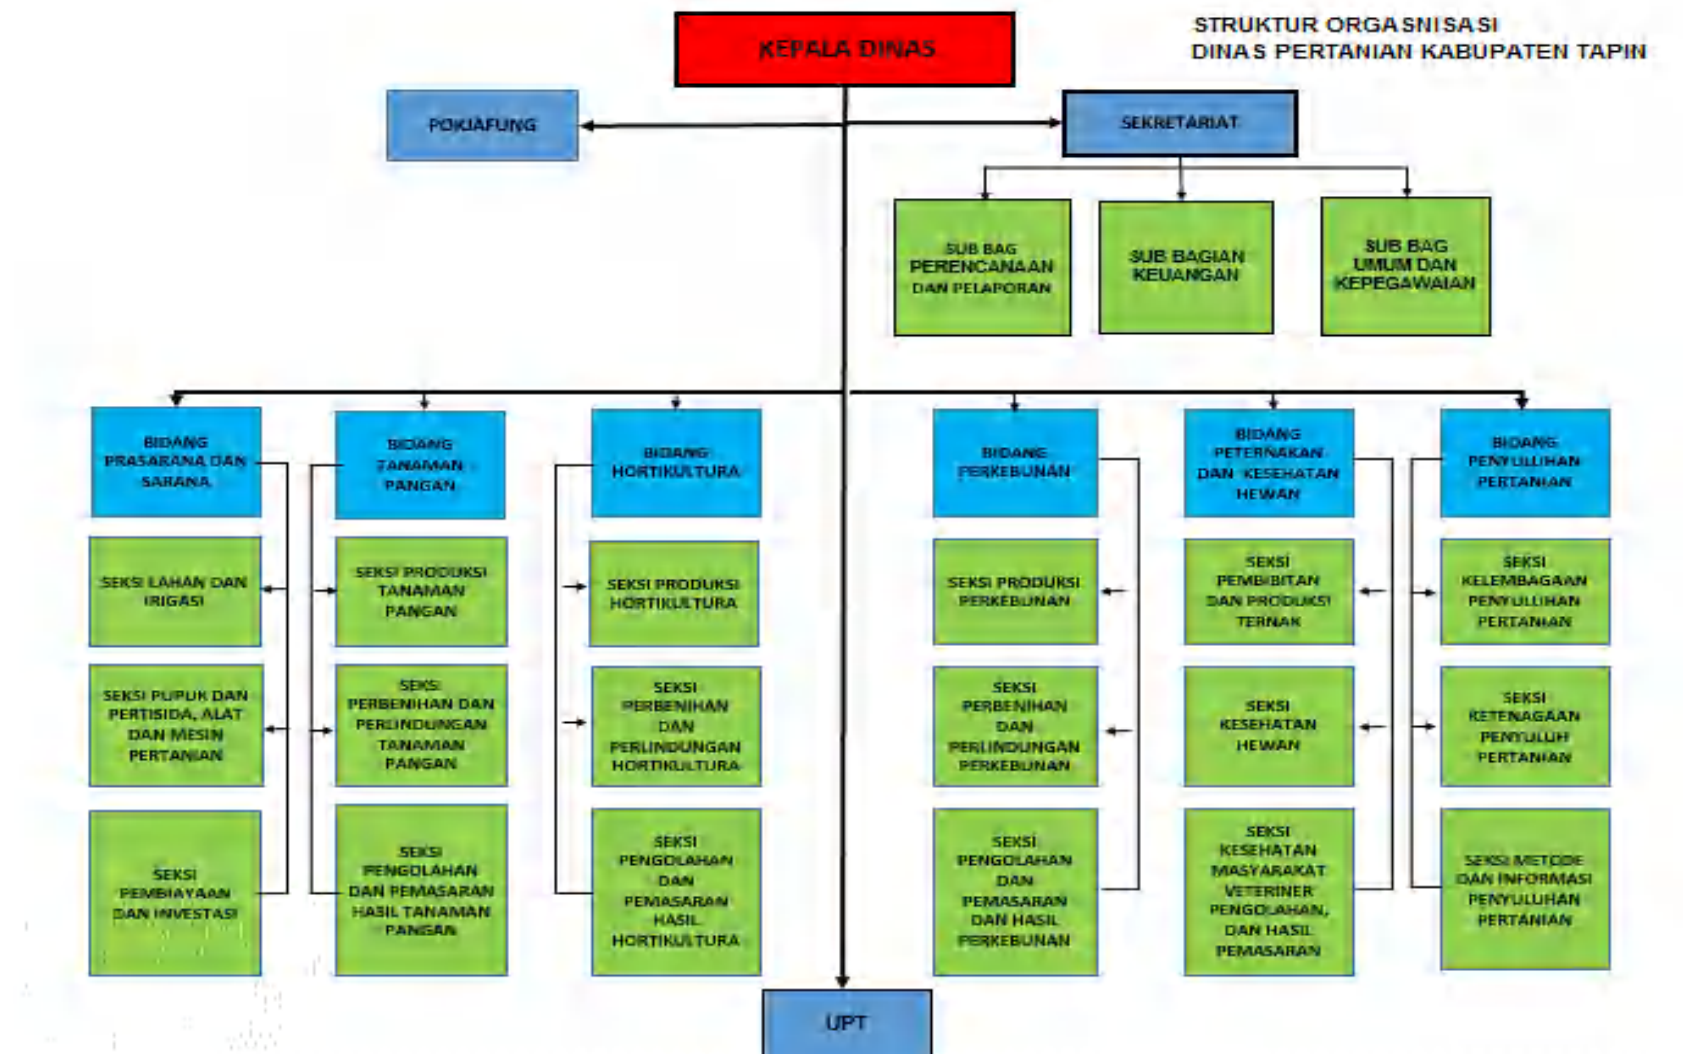 STRUKTUR ORGASNISASI
DINAS PERTANIAN KABUPATEN TAPIN
KEPALA DINAS
POKJAFUNG
SEKRETARIAT
SUB BAG
PERENCANAAN
DAN PELAPORAN
SUB BAGIAN
KEUANGAN
SUB BAG
UMUM DAN
KEPEGAWAIAN
BIDANG
PRASARANA DAN
SARANA
BIDANG
TANAMAN
PANGAN
BIDANG
HORTIKULTURA
BIDANG
PERKEBUNAN
BIDANG
PETERNAKAN
DAN KESEHATAN
HEWAN
BIDANG
PENYULUHAN
PERTANIAN
SEKSI LAHAN DAN
IRIGASI
SEKSI PRODUKSI
TANAMAN
PANGAN
SEKSI PRODUKSI
HORTIKULTURA
SEKSI PRODUKSI
PERKEBUNAN
SEKSI
PEMBIBITAN
DAN PRODUKSI
TERNAK
SEKSI
KELEMBAGAAN
PENYULUHAN
PERTANIAN
SEKSI PUPUK DAN
PERTISIDA, ALAT
DAN MESIN
PERTANIAN
SEKSI
PERBENIHAN DAN
PERLINDUNGAN
TANAMAN
PANGAN
SEKSI
PERBENIHAN
DAN
PERLINDUNGAN
HORTIKULTURA
SEKSI
PERBENIHAN
DAN
PERLINDUNGAN
PERKEBUNAN
SEKSI
KESEHATAN
HEWAN
SEKSI
KETENAGAAN
PENYULUH
PERTANIAN
SEKSI
PEMBIAYAAN
DAN INVESTASI
SEKSI
PENGOLAHAN
DAN PEMASARAN
HASIL TANAMAN
PANGAN
SEKSI
PENGOLAHAN
DAN
PEMASARAN
HASIL
HORTIKULTURA
SEKSI
PENGOLAHAN
DAN
PEMASARAN
DAN HASIL
PERKEBUNAN
SEKSI
KESEHATAN
MASYARAKAT
VETERINER
PENGOLAHAN,
DAN HASIL
PEMASARAN
SEKSI METODE
DAN INFORMASI
PENYULUHAN
PERTANIAN
UPT